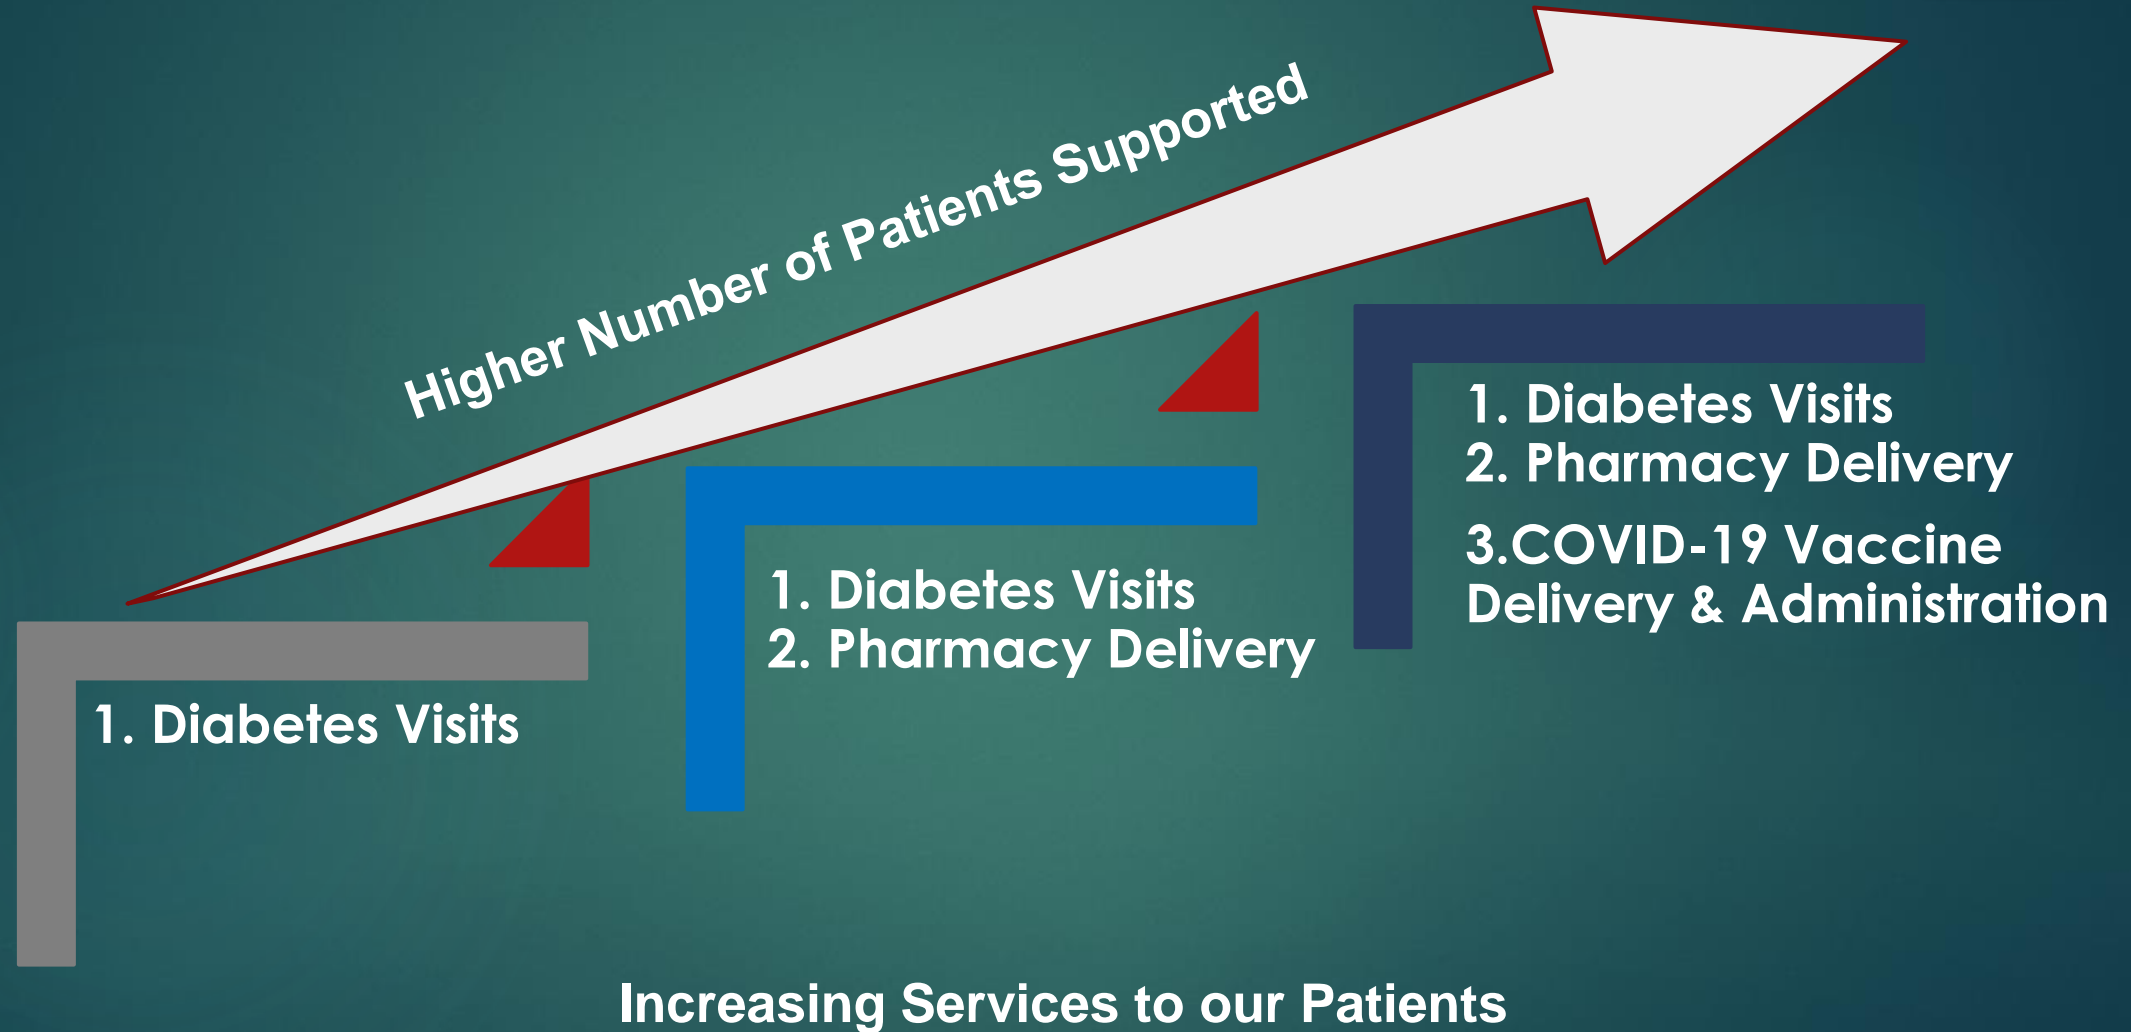 Higher Number of Patients Supported
1. Diabetes Visits
1. Diabetes Visits
2. Pharmacy Delivery
1. Diabetes Visits
2. Pharmacy Delivery
3.COVID-19 Vaccine
Delivery & Administration
Increasing Services to our Patients